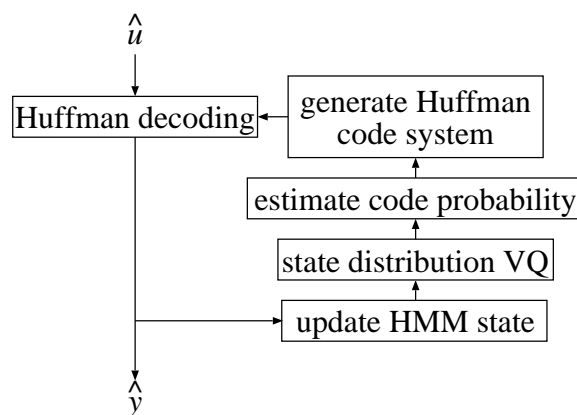 û
Huffman decoding
generate Huffman
code system
estimate code probability
state distribution VQ
update HMM state
ŷ